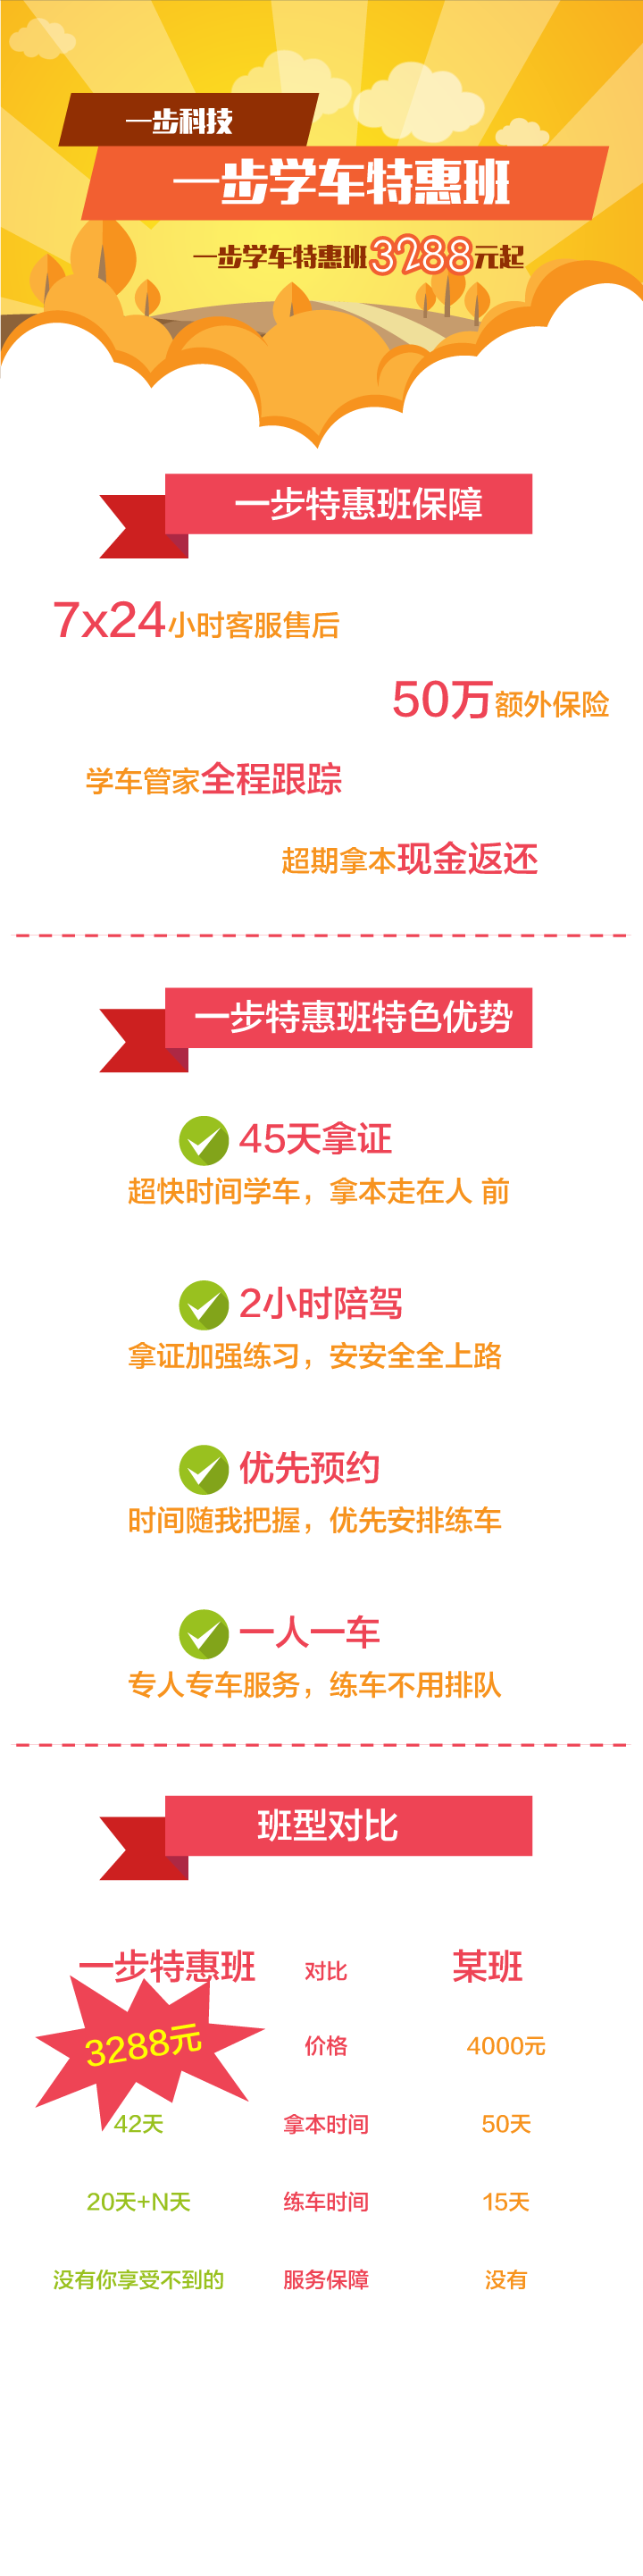 一步科技
一步学车特惠班
一步学车特惠班3288元起
一步特惠班保障
7x24小时客服售后
50万额外保险
学车管家全程跟踪
超期拿本现金返还
一步特惠班特色优势
45天拿证
超快时间学车，拿本走在人 前
2小时陪驾
拿证加强练习，安安全全上路
优先预约
时间随我把握，优先安排练车
一人一车
专人专车服务，练车不用排队
班型对比
一步特惠班 对比 某班
3288元 价格 4000元
42天 拿本时间 50天
20天+N天 练车时间 15天
没有你享受不到的 服务保障 没有